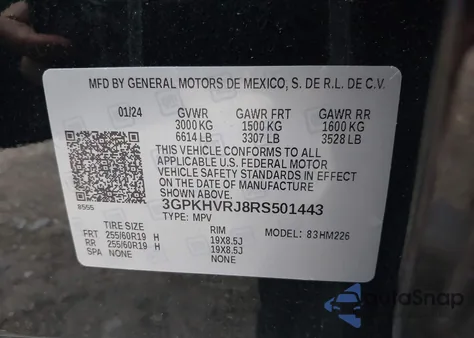 MFD BY GENERAL MOTORS DE MEXICO, S. DE R.L. DE C.V.
01/24 GVWR GAWR FRT GAWR RR
3000 KG 1500 KG 1600 KG
6614 LB 3307 LB 3528 LB
THIS VEHICLE CONFORMS TO ALL
APPLICABLE U.S. FEDERAL MOTOR
VEHICLE SAFETY STANDARDS IN EFFECT
ON THE DATE OF MANUFACTURE
SHOWN ABOVE.
8555 3GPKHVRJ8RS501443
TYPE: MPV MODEL: 83HM226
TIRE SIZE RIM
FRT 255/60R19 H 19X8.5J
RR 255/60R19 H 19X8.5J
SPA NONE NONE
AutoSnap